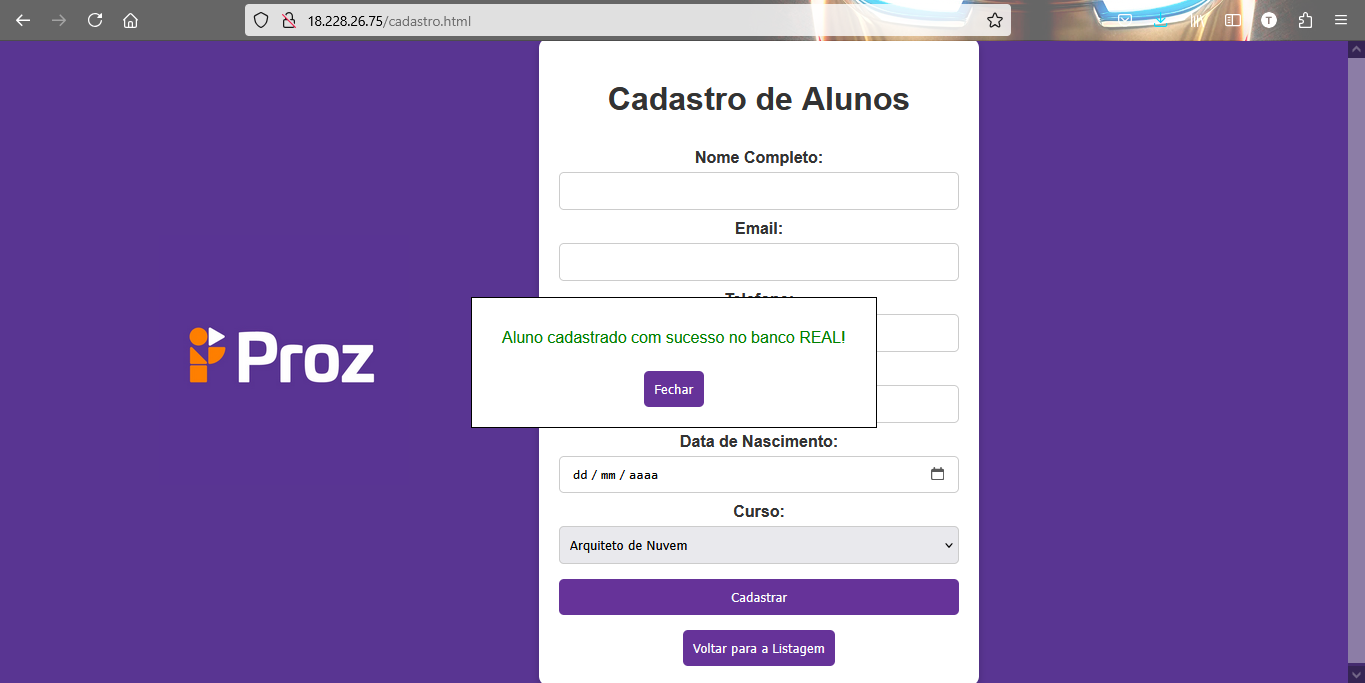 18.228.26.75/cadastro.html
T
Cadastro de Alunos
Nome Completo:
Email:
Telefone:
Aluno cadastrado com sucesso no banco REAL!
Proz
Fechar
Data de Nascimento:
dd / mm / aaaa
Curso:
Arquiteto de Nuvem
Cadastrar
Voltar para a Listagem